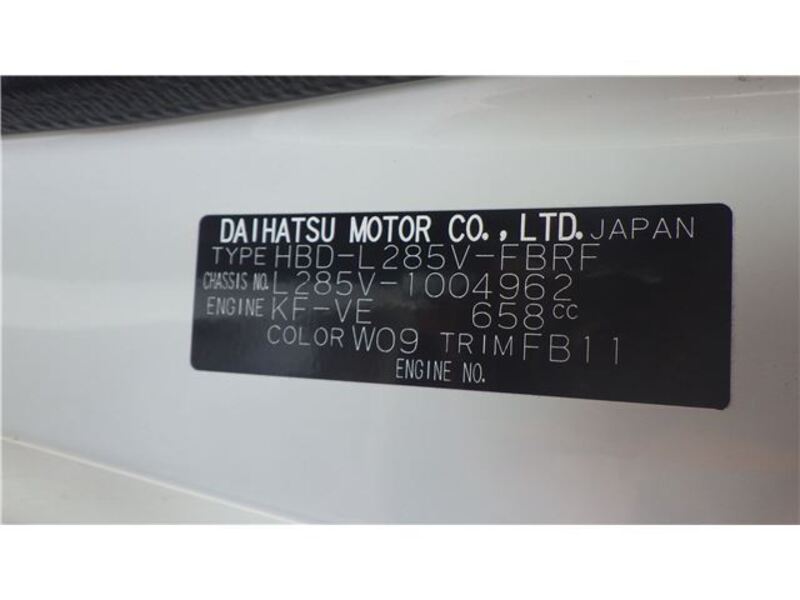 DAIHATSU MOTOR CO., LTD. JAPAN
TYPE HBD-L285V-FBRF
CHASSIS NO. L285V-1004962
ENGINE KF-VE 658CC
COLOR W09 TRIM FB11
ENGINE NO.